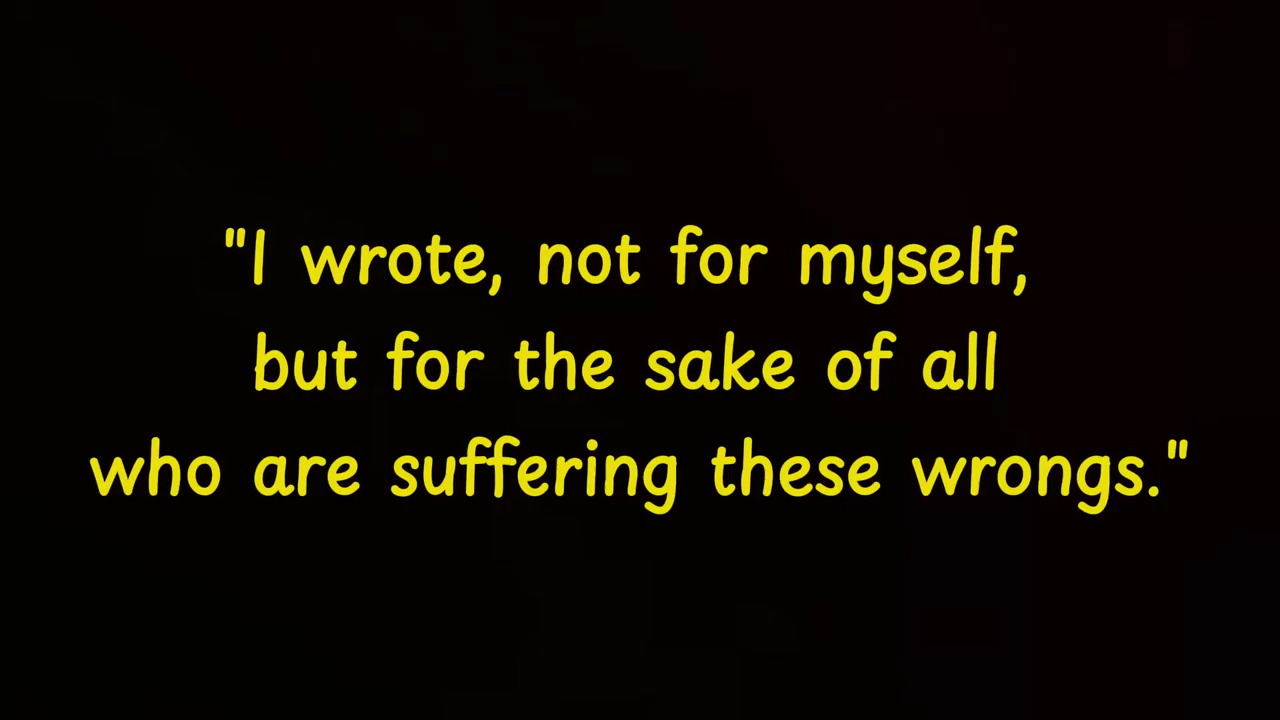 "I wrote, not for myself,
but for the sake of all
who are suffering these wrongs."